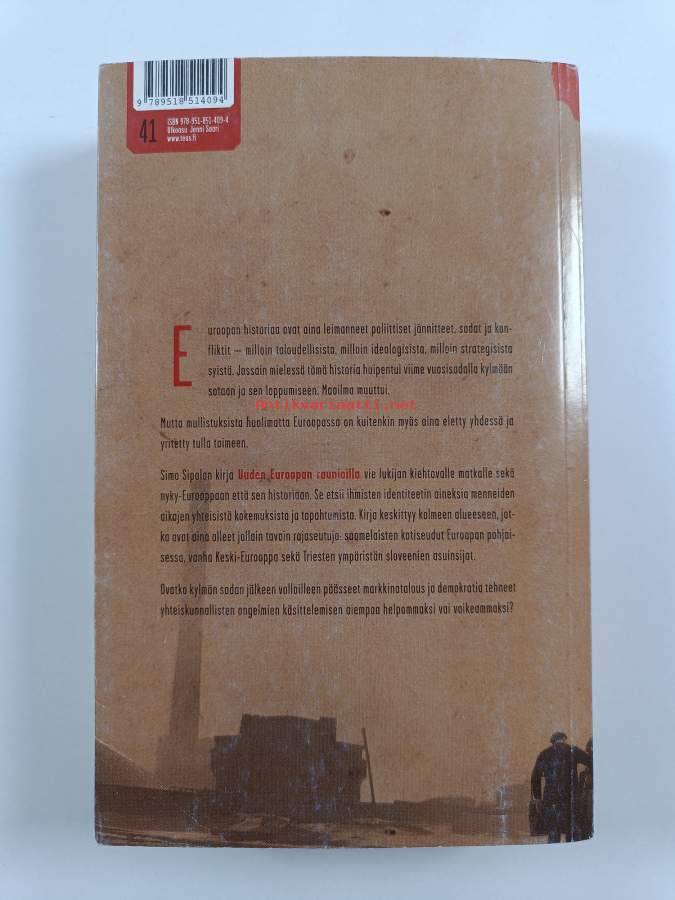 9 789518 514094
41
ISBN 978-951-851-409-4
Ulkoasu Jenni Saari
www.teos.fi
Euroopan historiaa ovat aina leimanneet poliittiset jännitteet, sodat ja kon-
fliktit – milloin taloudellisista, milloin ideologisista, milloin strategisista
syistä. Jossain mielessä tämä historia huipentui viime vuosisadalla kylmään
sotaan ja sen loppumiseen. Maailma muuttui.
Antikvariaatti.net
Mutta mullistuksista huolimatta Euroopassa on kuitenkin myös aina eletty yhdessä ja
yritetty tulla toimeen.
Simo Sipolan kirja Uuden Euroopan raunioilla vie lukijan kiehtovalle matkalle sekä
nyky-Eurooppaan että sen historiaan. Se etsii ihmisten identiteetin aineksia menneiden
aikojen yhteisistä kokemuksista ja tapahtumista. Kirja keskittyy kolmeen alueeseen, jot-
ka ovat aina olleet jollain tavoin rajaseutuja: saamelaisten kotiseudut Euroopan pohjoi-
sessa, vanha Keski-Eurooppa sekä Triesten ympäristön sloveenien asuinsijat.
Ovatko kylmän sodan jälkeen valloilleen päässeet markkinatalous ja demokratia tehneet
yhteiskunnallisten ongelmien käsittelemisen aiempaa helpommaksi vai vaikeammaksi?